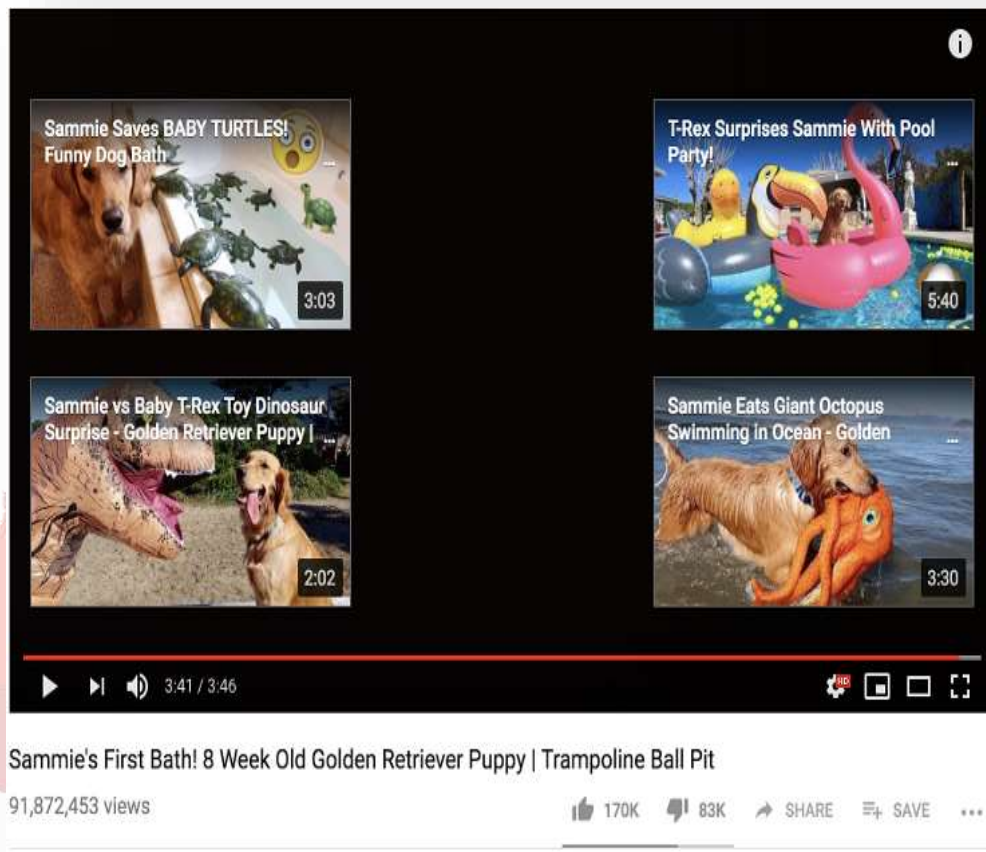 Sammie Saves BABY TURTLES!
Funny Dog Bath ...
3:03
T-Rex Surprises Sammie With Pool
Party! ...
5:40
Sammie vs Baby T-Rex Toy Dinosaur
Surprise - Golden Retriever Puppy | ...
2:02
Sammie Eats Giant Octopus
Swimming in Ocean - Golden ...
3:30
3:41 / 3:46
HD
Sammie's First Bath! 8 Week Old Golden Retriever Puppy | Trampoline Ball Pit
91,872,453 views
170K 83K SHARE SAVE